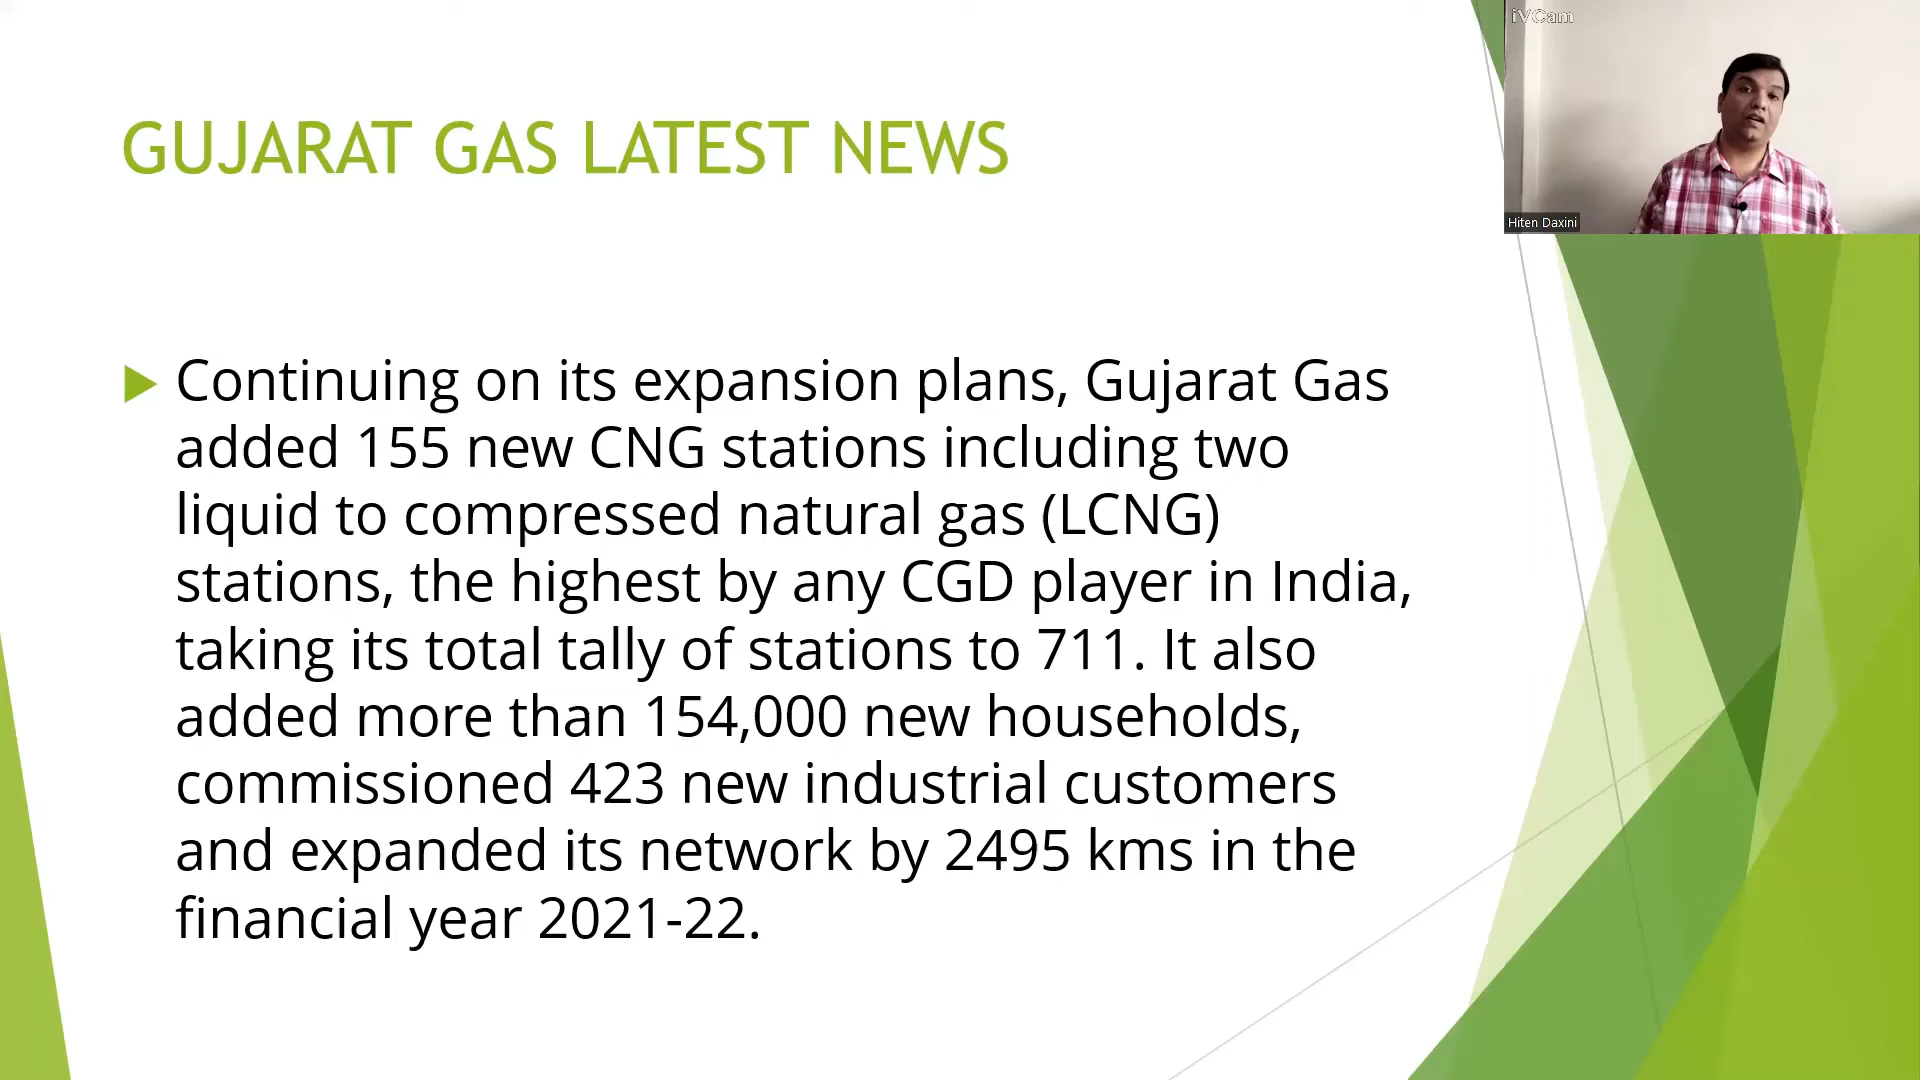 GUJARAT GAS LATEST NEWS
Continuing on its expansion plans, Gujarat Gas
added 155 new CNG stations including two
liquid to compressed natural gas (LCNG)
stations, the highest by any CGD player in India,
taking its total tally of stations to 711. It also
added more than 154,000 new households,
commissioned 423 new industrial customers
and expanded its network by 2495 kms in the
financial year 2021-22.
iVCam
Hiten Daxini